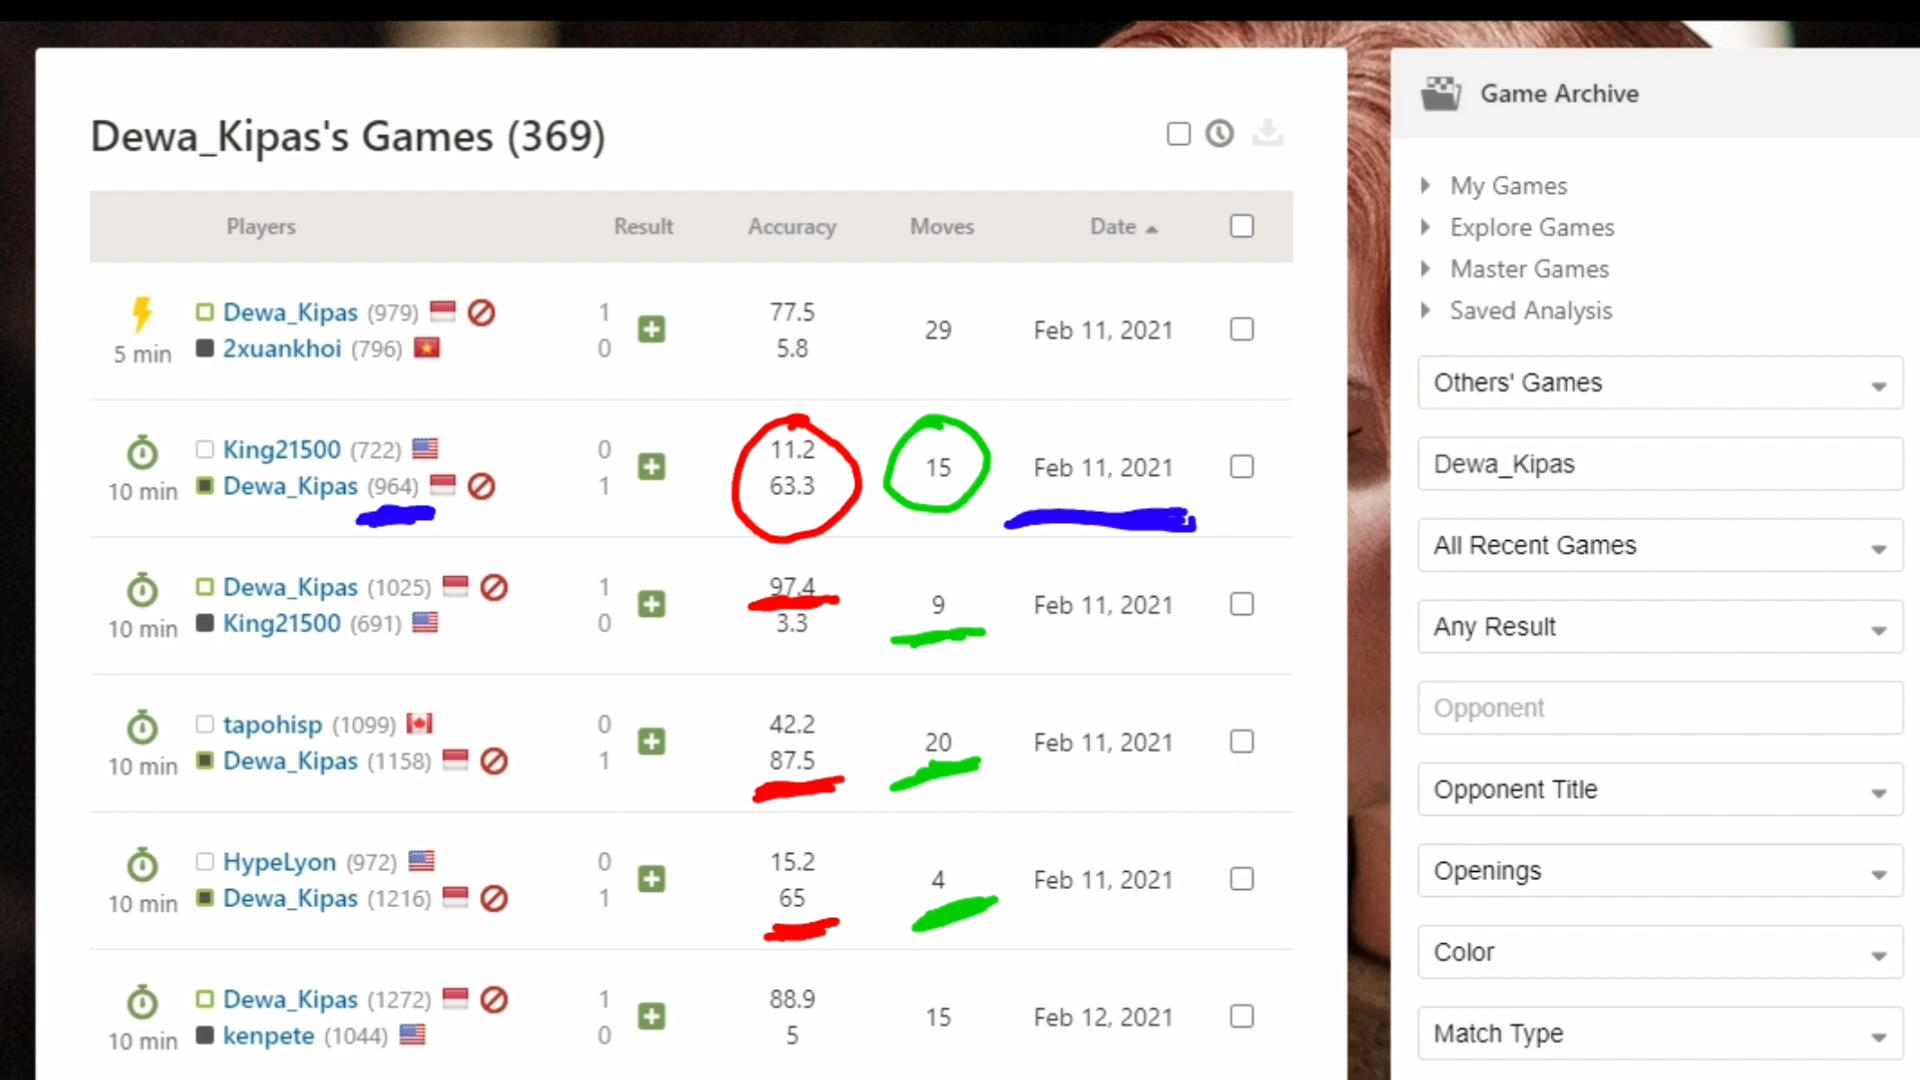 Dewa_Kipas's Games (369)
Players Result Accuracy Moves Date
Dewa_Kipas (979) 1 77.5
5 min 2xuankhoi (796) 0 5.8 29 Feb 11, 2021
King21500 (722) 0 11.2
10 min Dewa_Kipas (964) 1 63.3 15 Feb 11, 2021
Dewa_Kipas (1025) 1 97.4
10 min King21500 (691) 0 3.3 9 Feb 11, 2021
tapohisp (1099) 0 42.2
10 min Dewa_Kipas (1158) 1 87.5 20 Feb 11, 2021
HypeLyon (972) 0 15.2
10 min Dewa_Kipas (1216) 1 65 4 Feb 11, 2021
Dewa_Kipas (1272) 1 88.9
10 min kenpete (1044) 0 5 15 Feb 12, 2021
Game Archive
My Games
Explore Games
Master Games
Saved Analysis
Others' Games
Dewa_Kipas
All Recent Games
Any Result
Opponent
Opponent Title
Openings
Color
Match Type